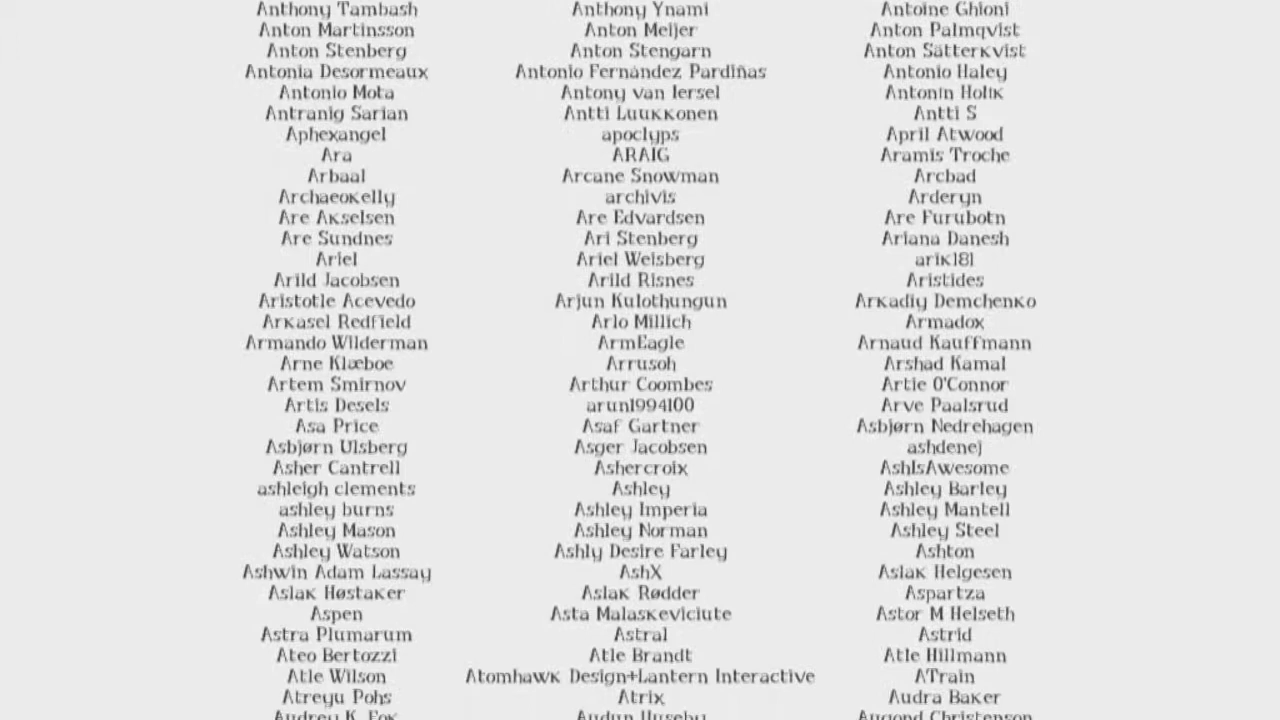 Anthony Tambash Anthony Ynami Antoine Ghioni
Anton Martinsson Anton Meijer Anton Palmqvist
Anton Stenberg Anton Stengarn Anton Sätterkvist
Antonia Desormeaux Antonio Fernández Pardiñas Antonio Haley
Antonio Mota Antony van Iersel Antonin Holik
Antranig Sarian Antti Luukkonen Antti S
Aphexangel apoclyps April Atwood
Ara ARAIG Aramis Troche
Arbaal Arcane Snowman Arcbad
Archaeokelly archivis Arderyn
Are Akselsen Are Edvardsen Are Furubotn
Are Sundnes Ari Stenberg Ariana Danesh
Ariel Ariel Weisberg arik181
Arild Jacobsen Arild Risnes Aristides
Aristotle Acevedo Arjun Kulothungun Arkadiy Demchenko
Arkasel Redfield Arlo Millich Armadox
Armando Wilderman ArmEagle Arnaud Kauffmann
Arne Klæboe Arrusoh Arshad Kamal
Artem Smirnov Arthur Coombes Artie O'Connor
Artis Desels arun1994100 Arve Paalsrud
Asa Price Asaf Gartner Asbjørn Nedrehagen
Asbjørn Ulsberg Asger Jacobsen ashdenej
Asher Cantrell Ashercroix AshIsAwesome
ashleigh clements Ashley Ashley Barley
ashley burns Ashley Imperia Ashley Mantell
Ashley Mason Ashley Norman Ashley Steel
Ashley Watson Ashly Desire Farley Ashton
Ashwin Adam Lassay AshX Aslak Helgesen
Aslak Høstaker Aslak Rødder Aspartza
Aspen Asta Malaskeviciute Astor M Helseth
Astra Plumarum Astral Astrid
Ateo Bertozzi Atle Brandt Atle Hillmann
Atle Wilson Atomhawk Design+Lantern Interactive ATrain
Atreyu Pohs Atrix Audra Baker
Audrey K. Fox Audun Huseby Augond Christenson